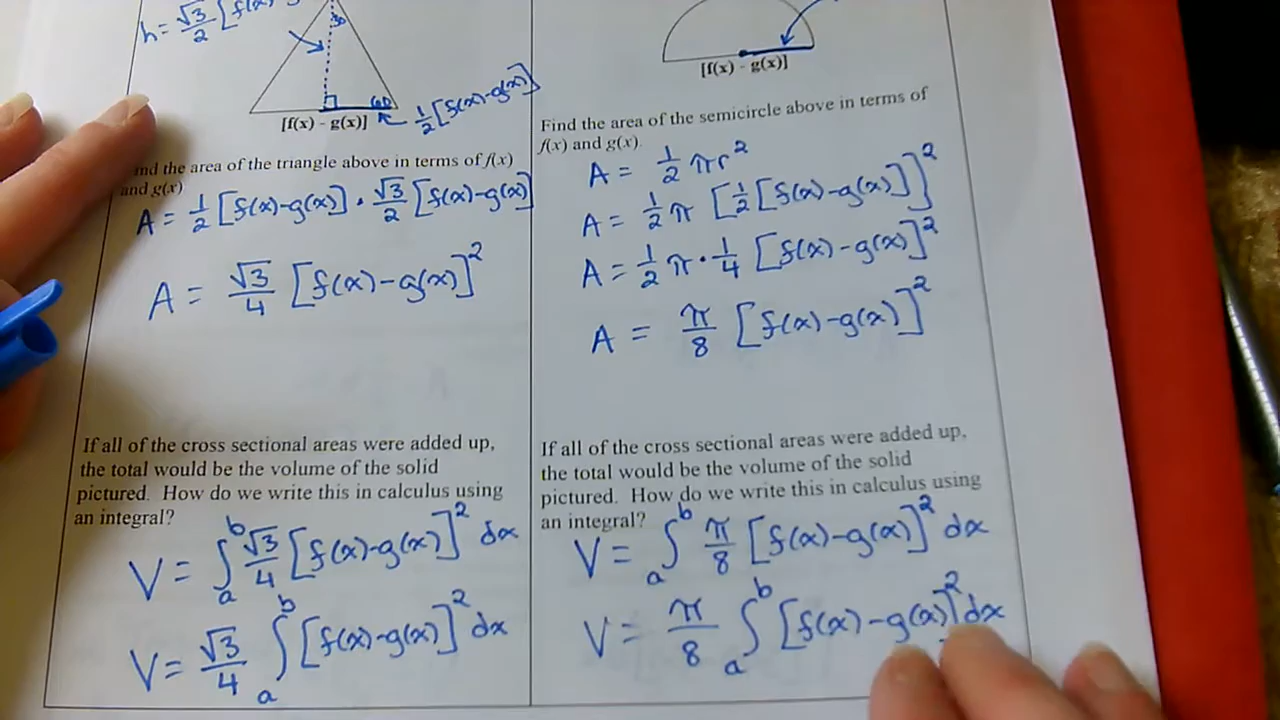 h = √3/2 [f(x)
30
60
[f(x) - g(x)]
1/2 [f(x)-g(x)]
nd the area of the triangle above in terms of f(x)
and g(x)
A = 1/2 [f(x)-g(x)] · √3/2 [f(x)-g(x)]
A = √3/4 [f(x)-g(x)]²
If all of the cross sectional areas were added up,
the total would be the volume of the solid
pictured. How do we write this in calculus using
an integral?
V = ∫_a^b √3/4 [f(x)-g(x)]² dx
V = √3/4 ∫_a^b [f(x)-g(x)]² dx
[f(x) - g(x)]
Find the area of the semicircle above in terms of
f(x) and g(x).
A = 1/2 πr²
A = 1/2 π [1/2 [f(x)-g(x)]]²
A = 1/2 π · 1/4 [f(x)-g(x)]²
A = π/8 [f(x)-g(x)]²
If all of the cross sectional areas were added up,
the total would be the volume of the solid
pictured. How do we write this in calculus using
an integral?
V = ∫_a^b π/8 [f(x)-g(x)]² dx
V = π/8 ∫_a^b [f(x)-g(x)]² dx